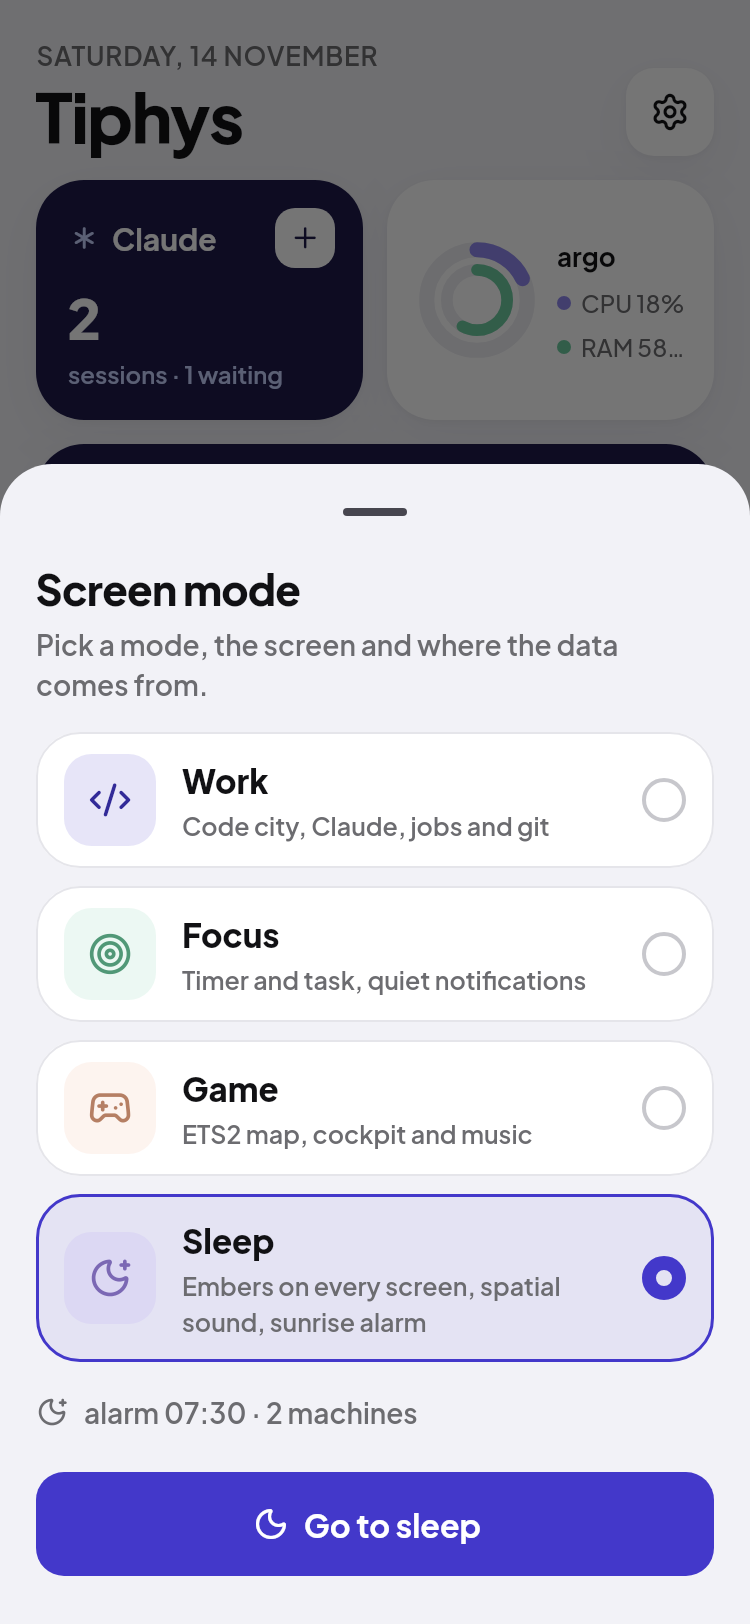 SATURDAY, 14 NOVEMBER
Tiphys
Claude
2
sessions · 1 waiting
argo
CPU 18%
RAM 58…
Screen mode
Pick a mode, the screen and where the data
comes from.
Work
Code city, Claude, jobs and git
Focus
Timer and task, quiet notifications
Game
ETS2 map, cockpit and music
Sleep
Embers on every screen, spatial
sound, sunrise alarm
alarm 07:30 · 2 machines
Go to sleep